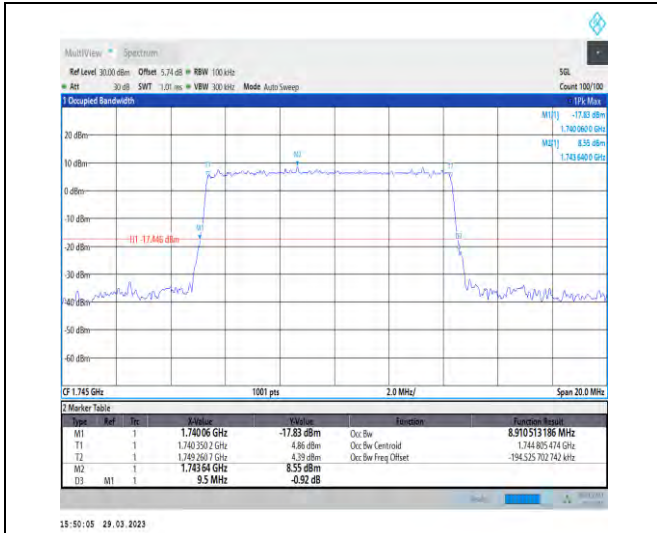 MultiView Spectrum
Ref Level 30.00 dBm Offset 5.74 dB RBW 100 kHz SGL
Att 30 dB SWT 1.01 ms VBW 300 kHz Mode Auto Sweep Count 100/100
1 Occupied Bandwidth 1Pk Max
M1[1] -17.83 dBm
1.740 060 0 GHz
M2[1] 8.55 dBm
1.743 640 0 GHz
20 dBm
M2
10 dBm
T1
0 dBm
-10 dBm
M1
H1 -17.446 dBm
-20 dBm
-30 dBm
-40 dBm
-50 dBm
-60 dBm
CF 1.745 GHz 1001 pts 2.0 MHz/ Span 20.0 MHz
2 Marker Table
Type Ref Trc X-Value Y-Value Function Function Result
M1 1 1.740 06 GHz -17.83 dBm Occ Bw 8.910 513 186 MHz
T1 1 1.740 350 2 GHz 4.86 dBm Occ Bw Centroid 1.744 805 474 GHz
T2 1 1.749 260 7 GHz 4.39 dBm Occ Bw Freq Offset -194.525 702 742 kHz
M2 1 1.743 64 GHz 8.55 dBm
D3 M1 1 9.5 MHz -0.92 dB
15:50:05 29.03.2023